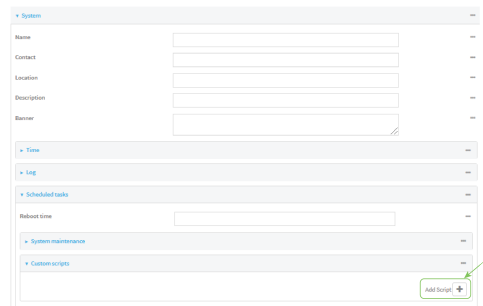 System
Name
Contact
Location
Description
Banner
Time
Log
Scheduled tasks
Reboot time
System maintenance
Custom scripts
Add Script